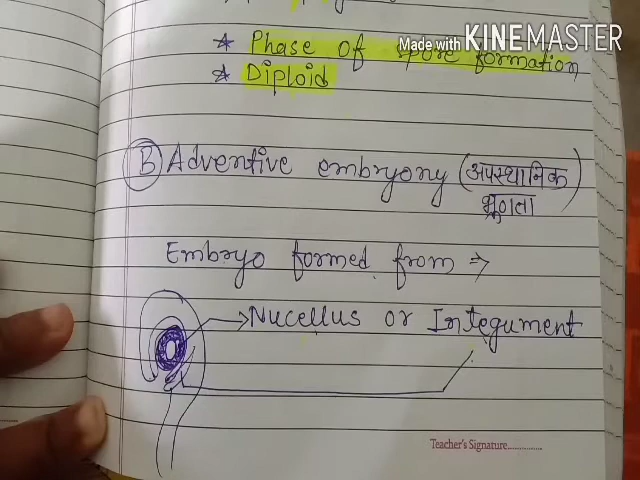 Made with KINEMASTER
* Phase of spore formation
* Diploid
(B) Adventive embryony (अपस्थानिक
भ्रूणता)
Embryo formed from ⇒
→ Nucellus or Integument
Teacher's Signature...............